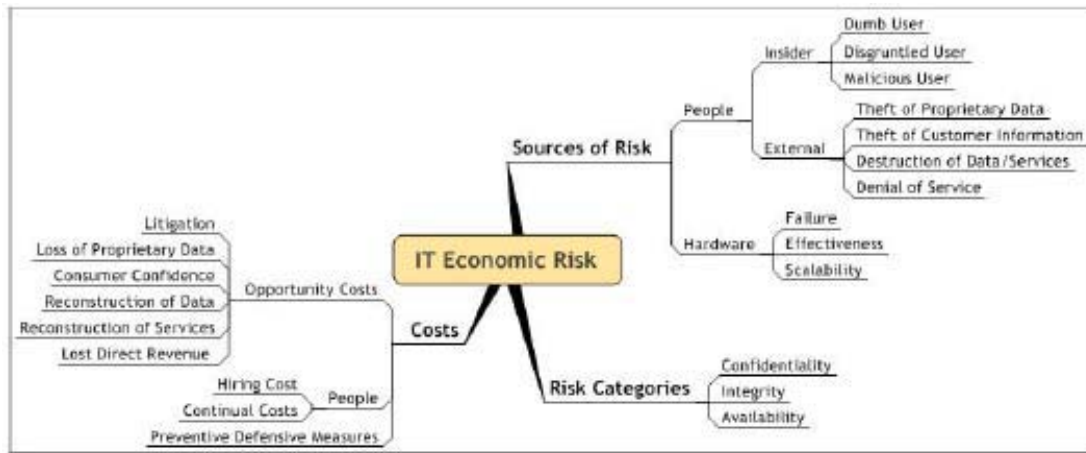 IT Economic Risk
Sources of Risk
People
Insider
Dumb User
Disgruntled User
Malicious User
External
Theft of Proprietary Data
Theft of Customer Information
Destruction of Data/Services
Denial of Service
Hardware
Failure
Effectiveness
Scalability
Risk Categories
Confidentiality
Integrity
Availability
Costs
Opportunity Costs
Litigation
Loss of Proprietary Data
Consumer Confidence
Reconstruction of Data
Reconstruction of Services
Lost Direct Revenue
People
Hiring Cost
Continual Costs
Preventive Defensive Measures